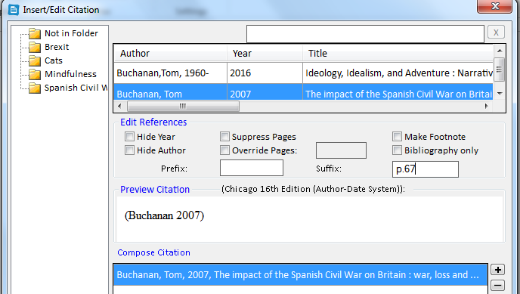 Insert/Edit Citation
X
Not in Folder
Brexit
Cats
Mindfulness
Spanish Civil W
Author Year Title
Buchanan,Tom, 1960- 2016 Ideology, Idealism, and Adventure : Narrativ
Buchanan, Tom 2007 The impact of the Spanish Civil War on Britai
Edit References
Hide Year Suppress Pages Make Footnote
Hide Author Override Pages: Bibliography only
Prefix: Suffix: p.67
Preview Citation (Chicago 16th Edition (Author-Date System)):
(Buchanan 2007)
Compose Citation
Buchanan, Tom, 2007, The impact of the Spanish Civil War on Britain : war, loss and ...